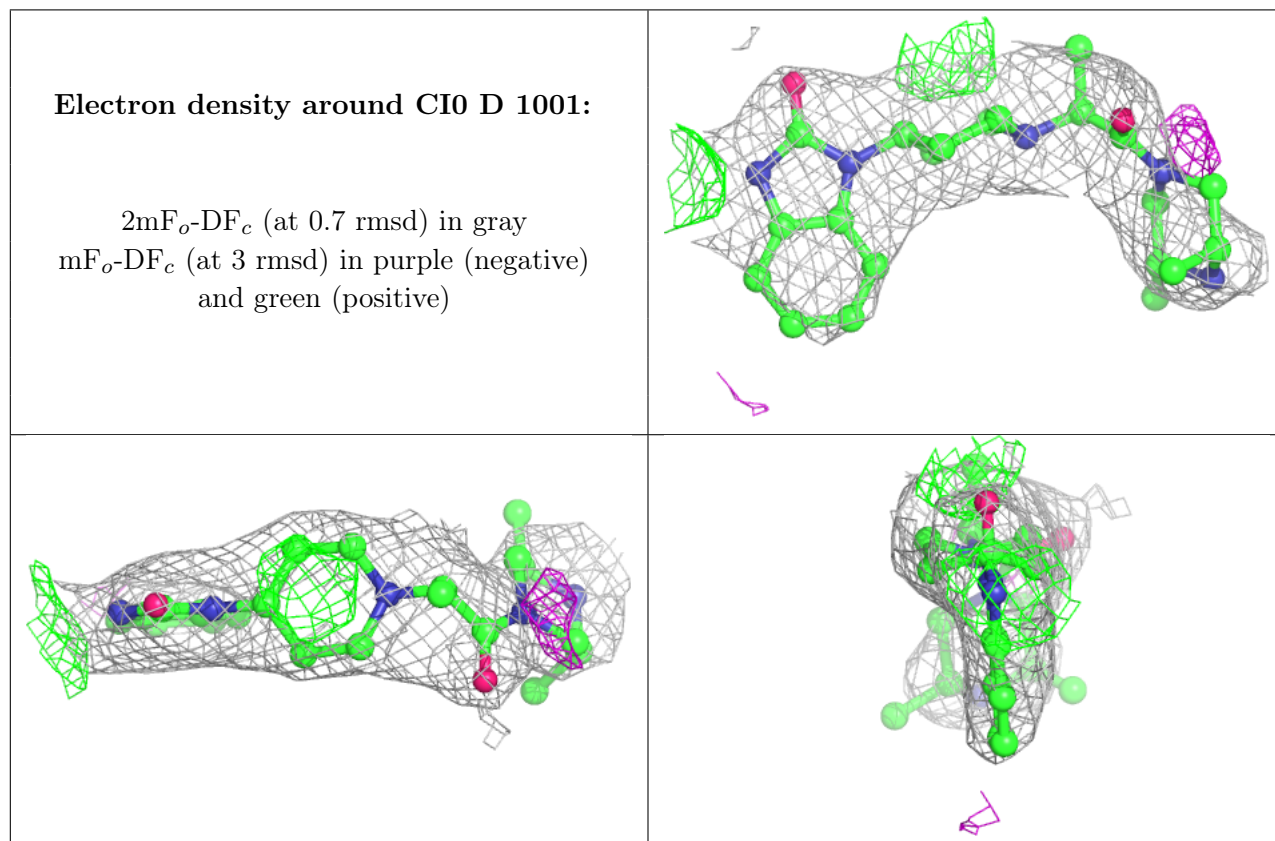 Electron density around CI0 D 1001:
2mFo-DFc (at 0.7 rmsd) in gray
mFo-DFc (at 3 rmsd) in purple (negative)
and green (positive)